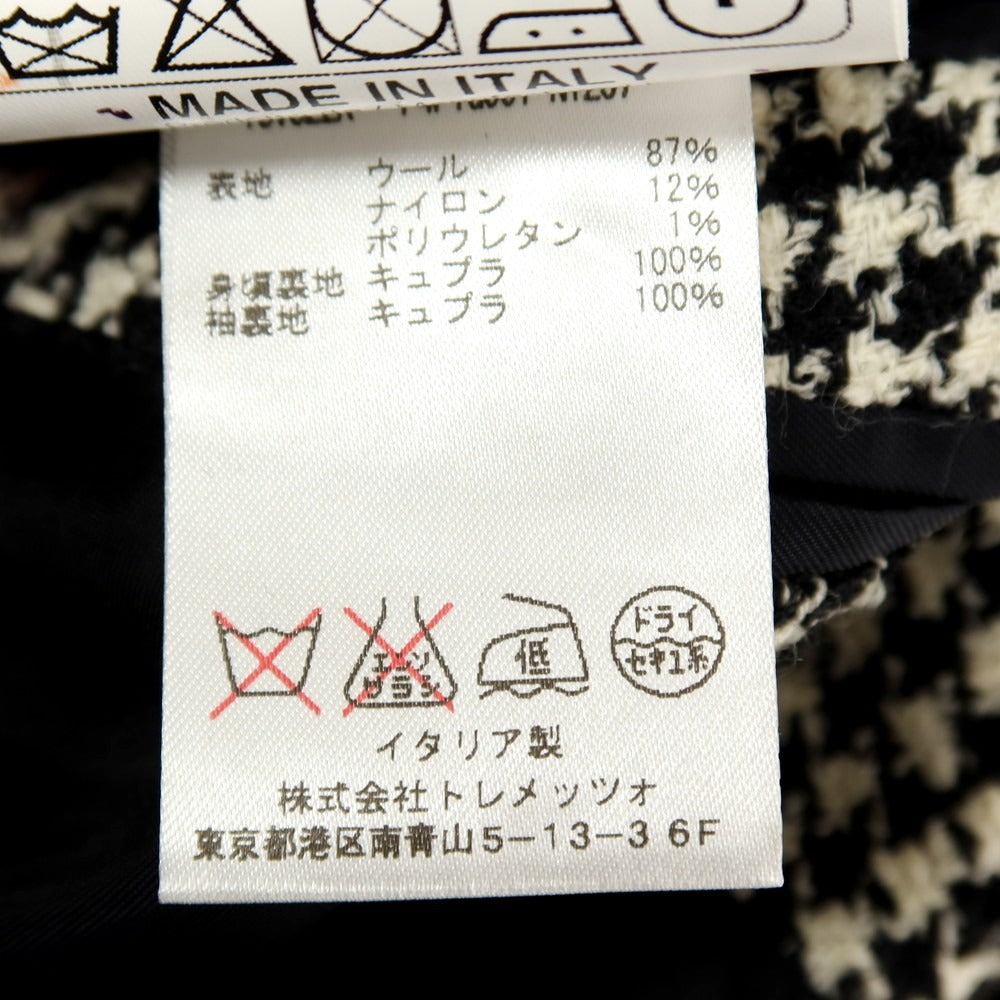 MADE IN ITALY
表地 ウール 87%
ナイロン 12%
ポリウレタン 1%
身頃裏地 キュプラ 100%
袖裏地 キュプラ 100%
エンソ
サラシ
低
ドライ
セキユ系
イタリア製
株式会社トレメッツォ
東京都港区南青山5-13-3 6F